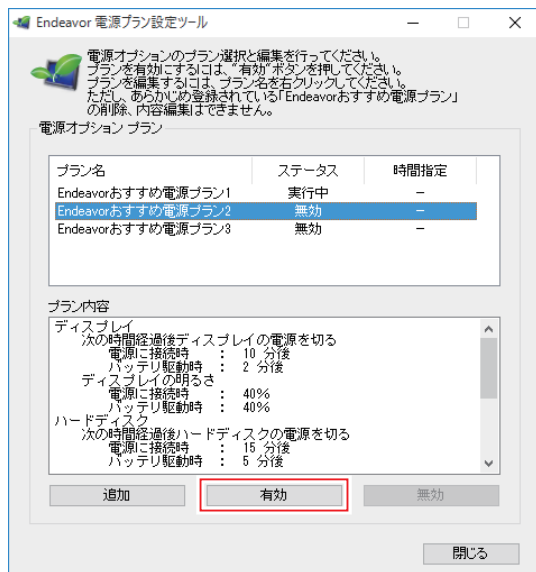 Endeavor 電源プラン設定ツール
電源オプションのプラン選択と編集を行ってください。
プランを有効にするには、“有効”ボタンを押してください。
プランを編集するには、プラン名を右クリックしてください。
ただし、あらかじめ登録されている「Endeavorおすすめ電源プラン」
の削除、内容編集はできません。
電源オプション プラン
プラン名 ステータス 時間指定
Endeavorおすすめ電源プラン1 実行中 −
Endeavorおすすめ電源プラン2 無効 −
Endeavorおすすめ電源プラン3 無効 −
プラン内容
ディスプレイ
次の時間経過後ディスプレイの電源を切る
電源に接続時 : 10 分後
バッテリ駆動時 : 2 分後
ディスプレイの明るさ
電源に接続時 : 40%
バッテリ駆動時 : 40%
ハードディスク
次の時間経過後ハードディスクの電源を切る
電源に接続時 : 15 分後
バッテリ駆動時 : 5 分後
追加 有効 無効
閉じる